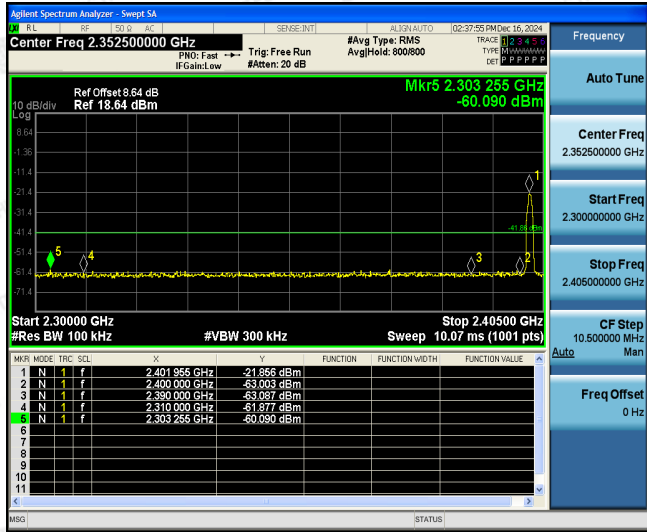 Agilent Spectrum Analyzer - Swept SA
RL RF 50 Ω AC SENSE:INT ALIGN AUTO 02:37:55 PM Dec 16, 2024
Center Freq 2.352500000 GHz
PNO: Fast
IFGain:Low
Trig: Free Run
#Atten: 20 dB
#Avg Type: RMS
Avg|Hold: 800/800
TRACE 1 2 3 4 5 6
TYPE M
DET P P P P P P
Mkr5 2.303 255 GHz
-60.090 dBm
Ref Offset 8.64 dB
10 dB/div Ref 18.64 dBm
Log
8.64
-1.36
-11.4
-21.4
-31.4
-41.4
-51.4
-61.4
-71.4
-41.86 dBm
1
5
4
3
2
Start 2.30000 GHz Stop 2.40500 GHz
#Res BW 100 kHz #VBW 300 kHz Sweep 10.07 ms (1001 pts)
MKR MODE TRC SCL X Y FUNCTION FUNCTION WIDTH FUNCTION VALUE
1 N 1 f 2.401 955 GHz -21.856 dBm
2 N 1 f 2.400 000 GHz -63.003 dBm
3 N 1 f 2.390 000 GHz -63.087 dBm
4 N 1 f 2.310 000 GHz -61.877 dBm
5 N 1 f 2.303 255 GHz -60.090 dBm
6
7
8
9
10
11
MSG STATUS
Frequency
Auto Tune
Center Freq
2.352500000 GHz
Start Freq
2.300000000 GHz
Stop Freq
2.405000000 GHz
CF Step
10.500000 MHz
Auto Man
Freq Offset
0 Hz